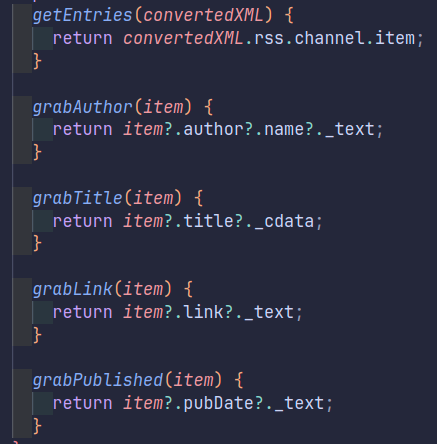 getEntries(convertedXML) {
return convertedXML.rss.channel.item;
}
grabAuthor(item) {
return item?.author?.name?._text;
}
grabTitle(item) {
return item?.title?._cdata;
}
grabLink(item) {
return item?.link?._text;
}
grabPublished(item) {
return item?.pubDate?._text;
}